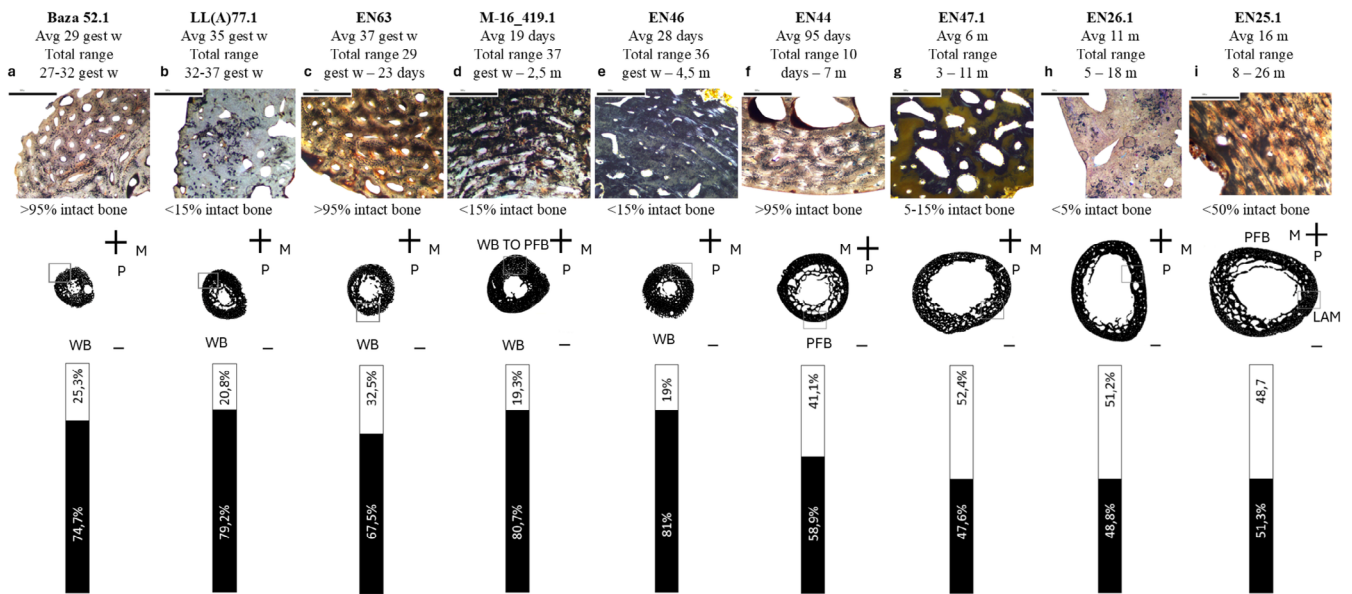 Baza 52.1
Avg 29 gest w
Total range
27-32 gest w
a
>95% intact bone
LL(A)77.1
Avg 35 gest w
Total range
32-37 gest w
b
<15% intact bone
EN63
Avg 37 gest w
Total range 29
gest w – 23 days
c
>95% intact bone
M-16_419.1
Avg 19 days
Total range 37
gest w – 2,5 m
d
<15% intact bone
EN46
Avg 28 days
Total range 36
gest w – 4,5 m
e
<15% intact bone
EN44
Avg 95 days
Total range 10
days – 7 m
f
>95% intact bone
EN47.1
Avg 6 m
Total range
3 – 11 m
g
5-15% intact bone
EN26.1
Avg 11 m
Total range
5 – 18 m
h
<5% intact bone
EN25.1
Avg 16 m
Total range
8 – 26 m
i
<50% intact bone
+ M
P
WB –
+ M
P
WB –
+ M
P
WB –
WB TO PFB + M
P
WB –
+ M
P
WB –
+ M
P
PFB –
+ M
P
–
+ M
P
–
PFB M +
P
LAM
–
25,3%
74,7%
20,8%
79,2%
32,5%
67,5%
19,3%
80,7%
19%
81%
41,1%
58,9%
52,4%
47,6%
51,2%
48,8%
48,7
51,3%